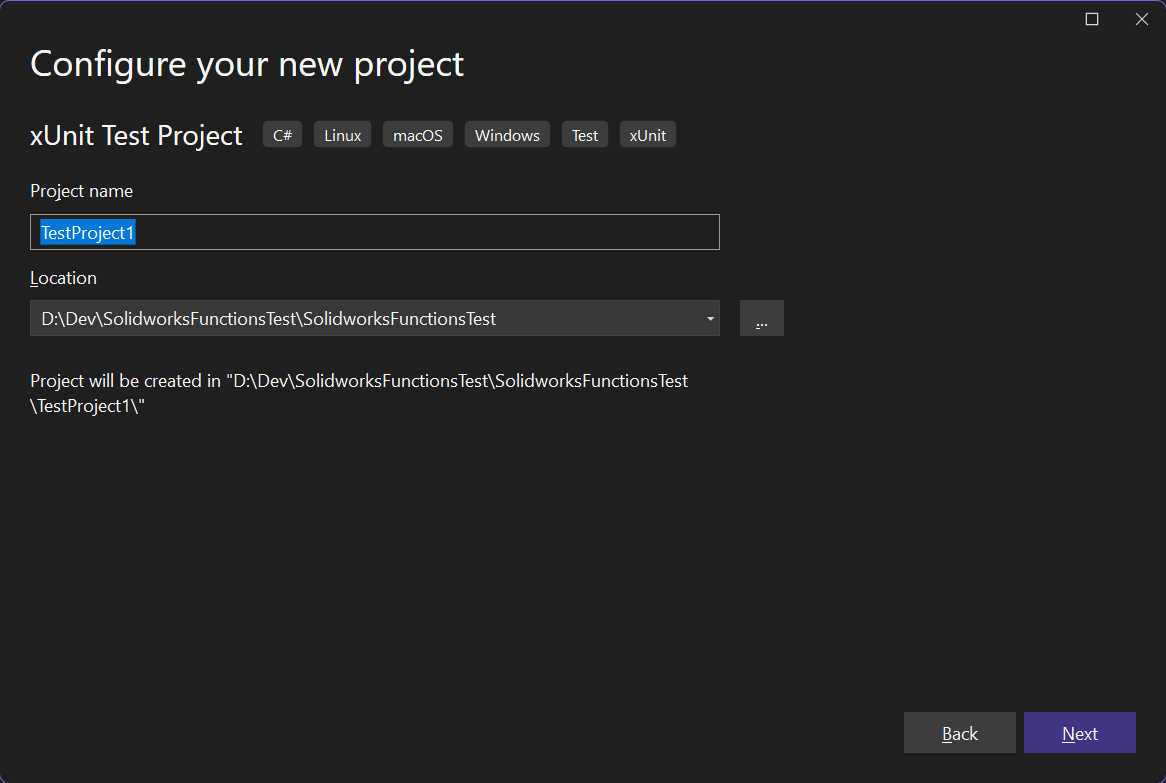 Configure your new project
xUnit Test Project C# Linux macOS Windows Test xUnit
Project name
TestProject1
Location
D:\Dev\SolidworksFunctionsTest\SolidworksFunctionsTest
...
Project will be created in "D:\Dev\SolidworksFunctionsTest\SolidworksFunctionsTest
\TestProject1\"
Back Next